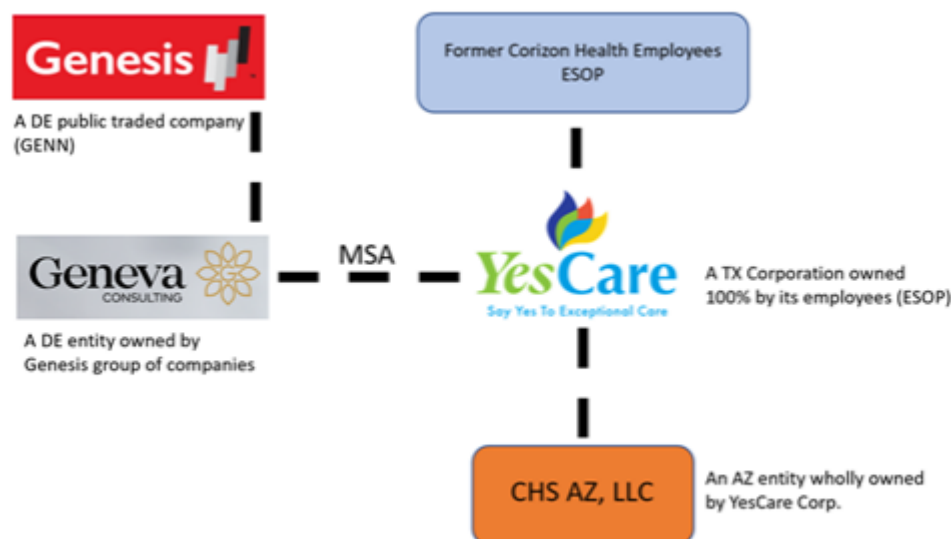 Genesis
A DE public traded company
(GENN)
Former Corizon Health Employees
ESOP
Geneva
CONSULTING
G
A DE entity owned by
Genesis group of companies
MSA
YesCare
Say Yes To Exceptional Care
A TX Corporation owned
100% by its employees (ESOP)
CHS AZ, LLC
An AZ entity wholly owned
by YesCare Corp.